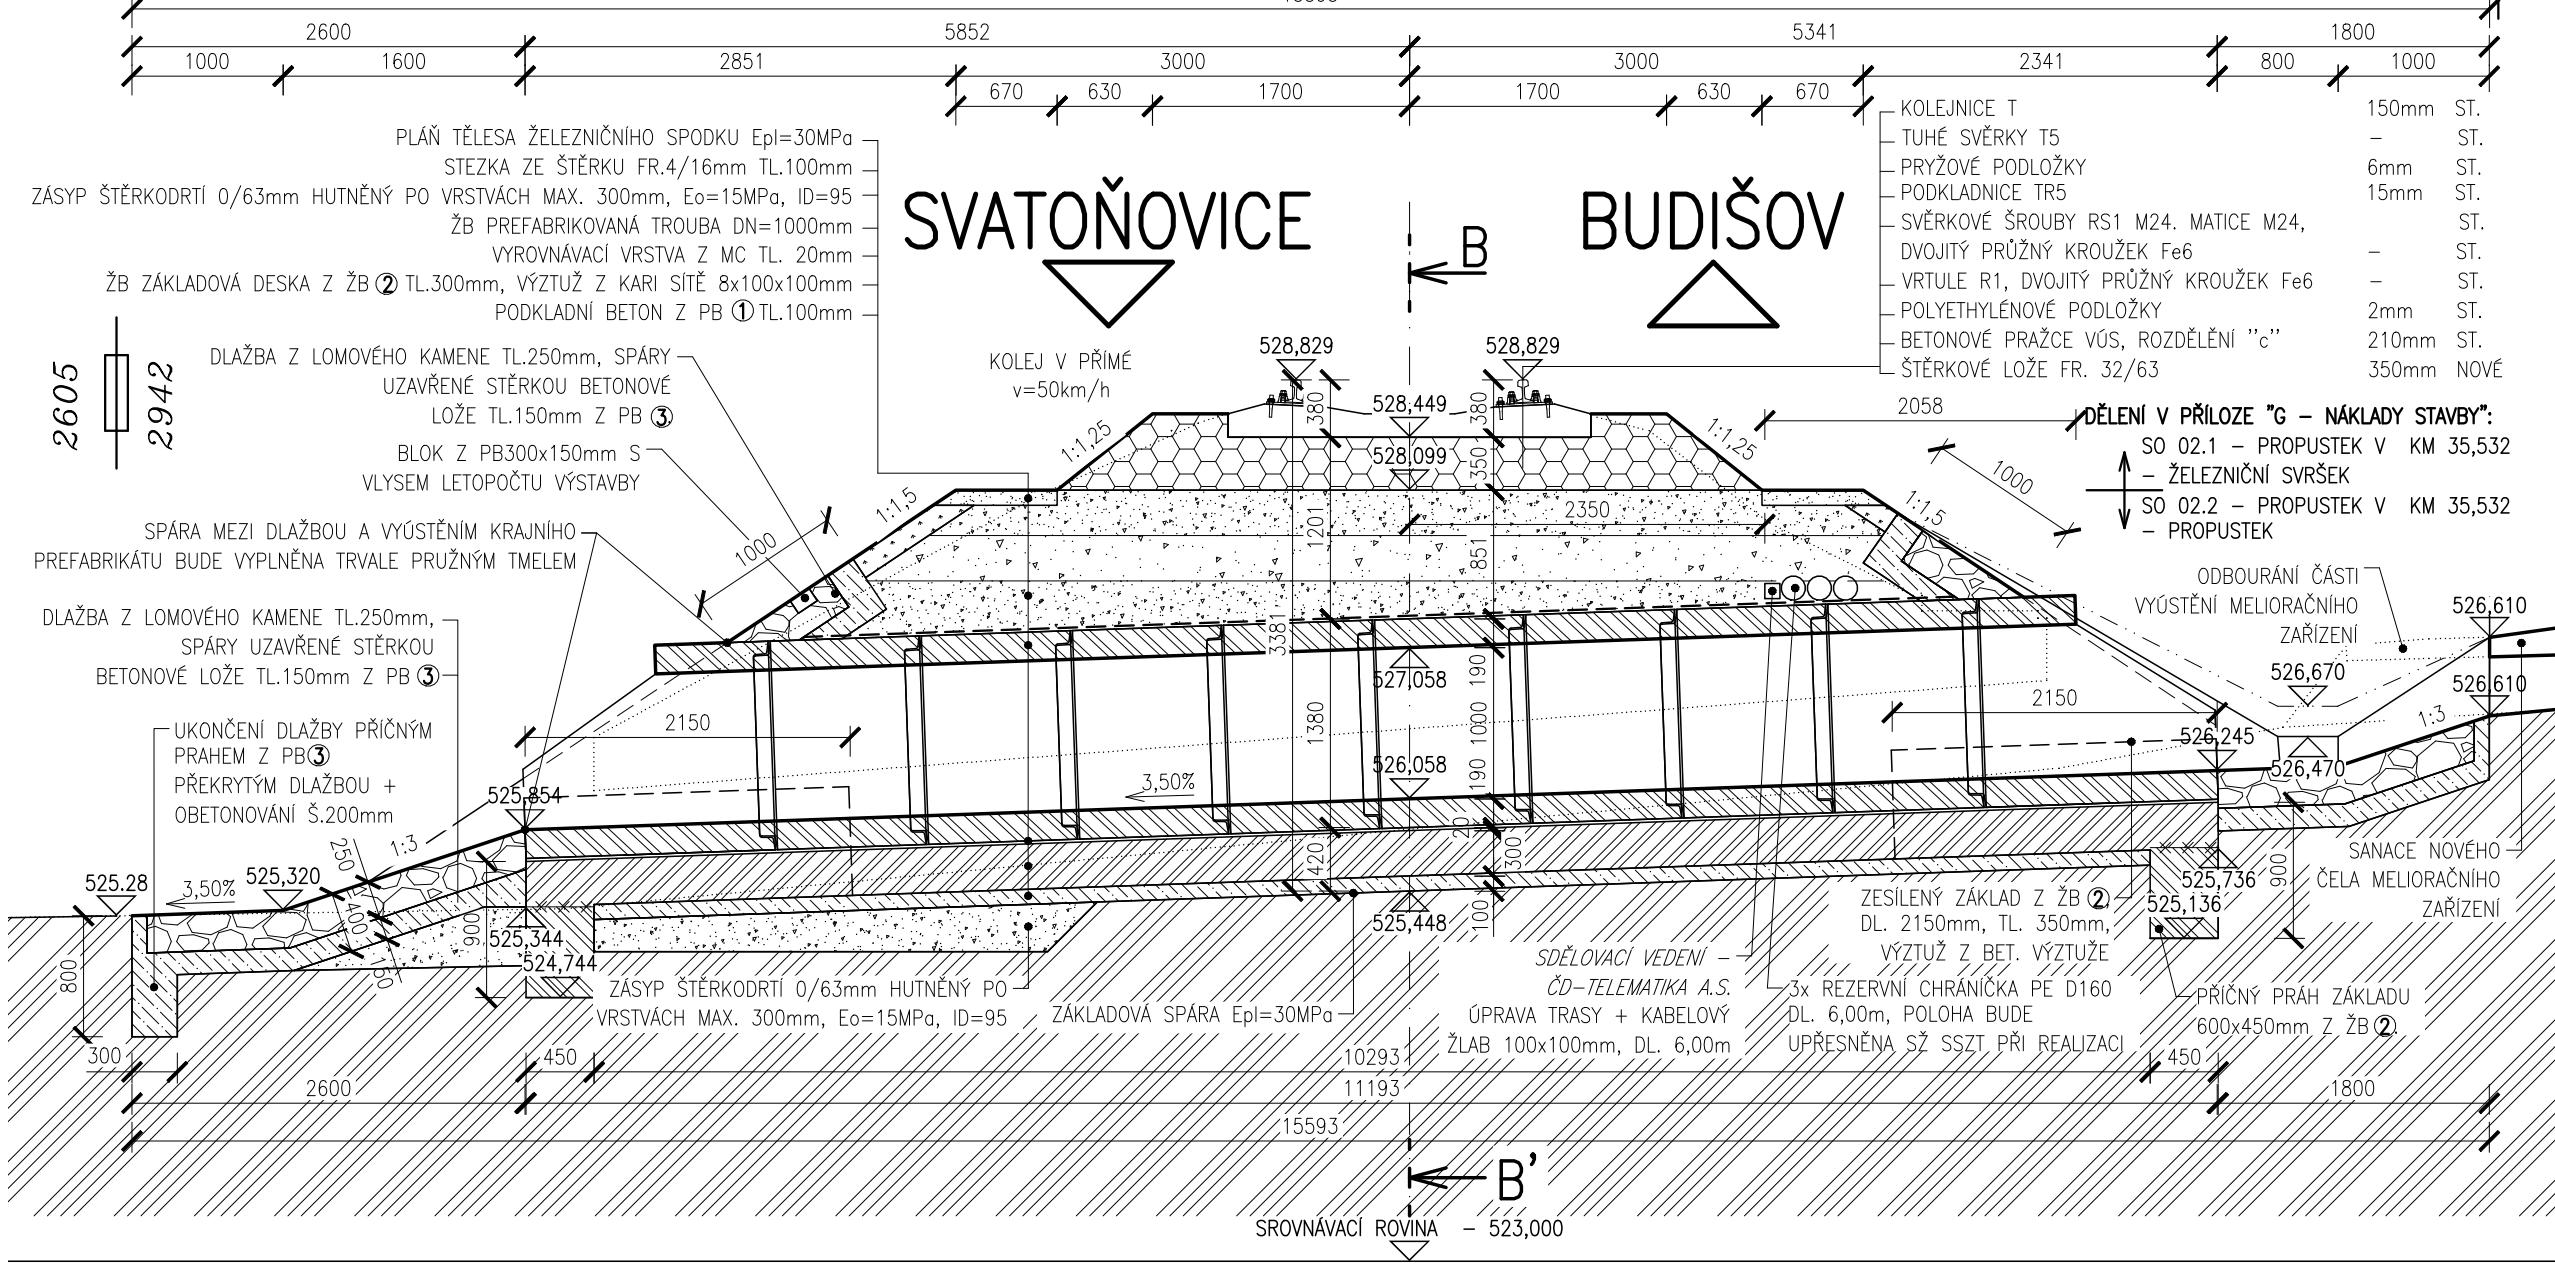 2600
5852
5341
1800
1000
1600
2851
3000
3000
2341
800
1000
670
630
1700
1700
630
670
PLÁŇ TĚLESA ŽELEZNIČNÍHO SPODKU Epl=30MPa
STEZKA ZE ŠTĚRKU FR.4/16mm TL.100mm
ZÁSYP ŠTĚRKODRTÍ 0/63mm HUTNĚNÝ PO VRSTVÁCH MAX. 300mm, Eo=15MPa, ID=95
ŽB PREFABRIKOVANÁ TROUBA DN=1000mm
VYROVNÁVACÍ VRSTVA Z MC TL. 20mm
ŽB ZÁKLADOVÁ DESKA Z ŽB ② TL.300mm, VÝZTUŽ Z KARI SÍTĚ 8x100x100mm
PODKLADNÍ BETON Z PB ① TL.100mm
SVATOŇOVICE
BUDIŠOV
B
KOLEJNICE T 150mm ST.
TUHÉ SVĚRKY T5 – ST.
PRYŽOVÉ PODLOŽKY 6mm ST.
PODKLADNICE TR5 15mm ST.
SVĚRKOVÉ ŠROUBY RS1 M24. MATICE M24, ST.
DVOJITÝ PRŮŽNÝ KROUŽEK Fe6 – ST.
VRTULE R1, DVOJITÝ PRŮŽNÝ KROUŽEK Fe6 – ST.
POLYETHYLÉNOVÉ PODLOŽKY 2mm ST.
BETONOVÉ PRAŽCE VÚS, ROZDĚLENÍ ''c'' 210mm ST.
ŠTĚRKOVÉ LOŽE FR. 32/63 350mm NOVÉ
2605
2942
DLAŽBA Z LOMOVÉHO KAMENE TL.250mm, SPÁRY
UZAVŘENÉ STĚRKOU BETONOVÉ
LOŽE TL.150mm Z PB ③.
BLOK Z PB300x150mm S
VLYSEM LETOPOČTU VÝSTAVBY
KOLEJ V PŘÍMÉ
v=50km/h
528,829
528,829
380
380
528,449
528,099
350
1:1,25
1:1,25
2058
1:1,5
1:1,5
1000
1000
2350
1201
851
3381
DĚLENÍ V PŘÍLOZE "G – NÁKLADY STAVBY":
SO 02.1 – PROPUSTEK V KM 35,532
– ŽELEZNIČNÍ SVRŠEK
SO 02.2 – PROPUSTEK V KM 35,532
– PROPUSTEK
SPÁRA MEZI DLAŽBOU A VYÚSTĚNÍM KRAJNÍHO
PREFABRIKÁTU BUDE VYPLNĚNA TRVALE PRUŽNÝM TMELEM
DLAŽBA Z LOMOVÉHO KAMENE TL.250mm,
SPÁRY UZAVŘENÉ STĚRKOU
BETONOVÉ LOŽE TL.150mm Z PB ③
UKONČENÍ DLAŽBY PŘÍČNÝM
PRAHEM Z PB③
PŘEKRYTÝM DLAŽBOU +
OBETONOVÁNÍ Š.200mm
ODBOURÁNÍ ČÁSTI
VYÚSTĚNÍ MELIORAČNÍHO
ZAŘÍZENÍ
526,610
526,670
526,610
1:3
526,245
526,470
2150
2150
527,058
190
1380
1000
526,058
190
3,50%
525,854
1:3
250
400
150
525.28
3,50%
525,320
900
525,344
524,744
20
420
300
525,448
100
800
SANACE NOVÉHO
ČELA MELIORAČNÍHO
ZAŘÍZENÍ
900
525,736
525,136
ZESÍLENÝ ZÁKLAD Z ŽB ②,
DL. 2150mm, TL. 350mm,
VÝZTUŽ Z BET. VÝZTUŽE
ZÁSYP ŠTĚRKODRTÍ 0/63mm HUTNĚNÝ PO
VRSTVÁCH MAX. 300mm, Eo=15MPa, ID=95
ZÁKLADOVÁ SPÁRA Epl=30MPa
SDĚLOVACÍ VEDENÍ –
ČD–TELEMATIKA A.S.
ÚPRAVA TRASY + KABELOVÝ
ŽLAB 100x100mm, DL. 6,00m
3x REZERVNÍ CHRÁNÍČKA PE D160
DL. 6,00m, POLOHA BUDE
UPŘESNĚNA SŽ SSZT PŘI REALIZACI
PŘÍČNÝ PRÁH ZÁKLADU
600x450mm Z ŽB ②.
300
450
10293
450
2600
11193
1800
15593
B'
SROVNÁVACÍ ROVINA – 523,000